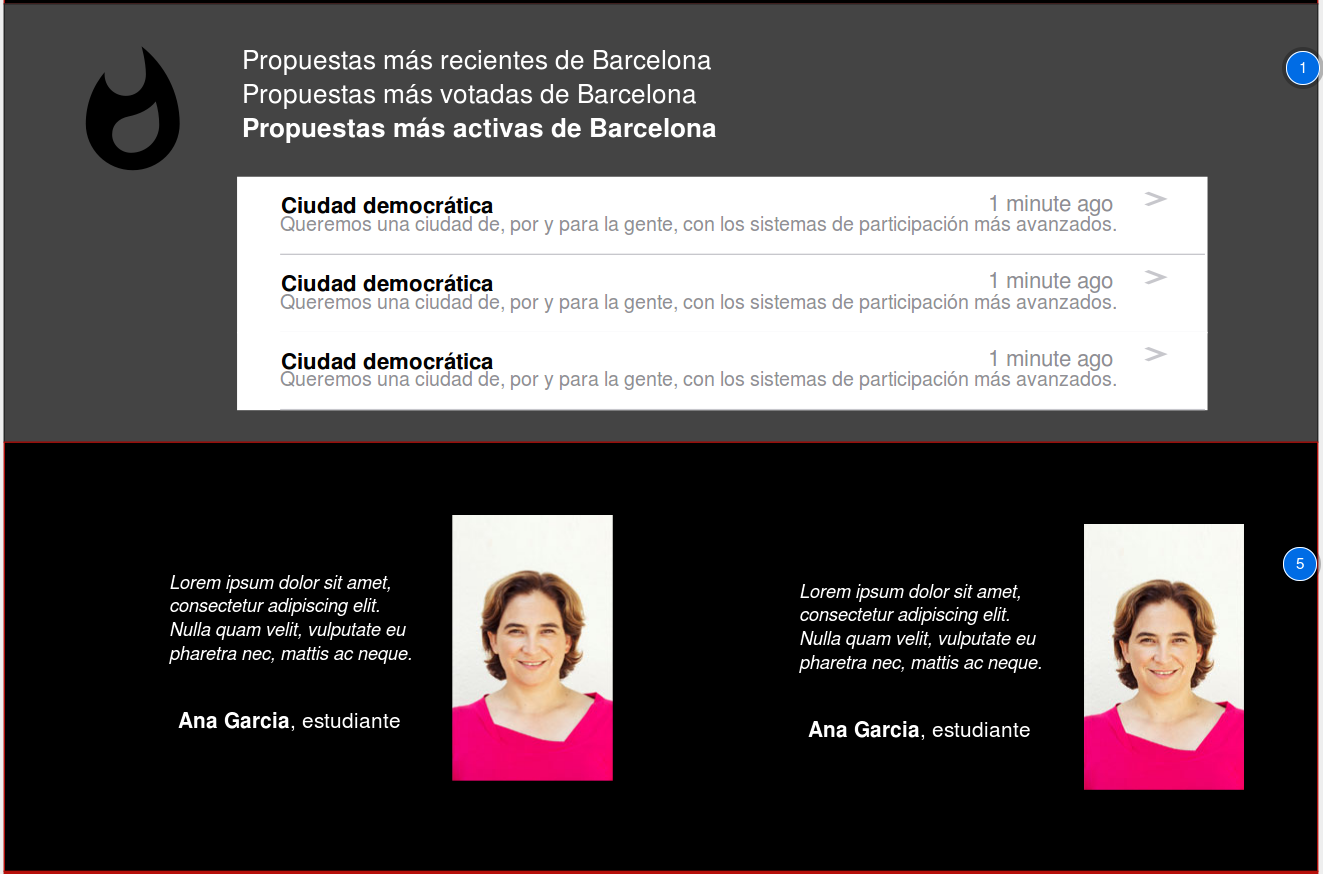 Propuestas más recientes de Barcelona
Propuestas más votadas de Barcelona
Propuestas más activas de Barcelona
1
Ciudad democrática
1 minute ago
>
Queremos una ciudad de, por y para la gente, con los sistemas de participación más avanzados.
Ciudad democrática
1 minute ago
>
Queremos una ciudad de, por y para la gente, con los sistemas de participación más avanzados.
Ciudad democrática
1 minute ago
>
Queremos una ciudad de, por y para la gente, con los sistemas de participación más avanzados.
5
Lorem ipsum dolor sit amet,
consectetur adipiscing elit.
Nulla quam velit, vulputate eu
pharetra nec, mattis ac neque.
Ana Garcia, estudiante
Lorem ipsum dolor sit amet,
consectetur adipiscing elit.
Nulla quam velit, vulputate eu
pharetra nec, mattis ac neque.
Ana Garcia, estudiante